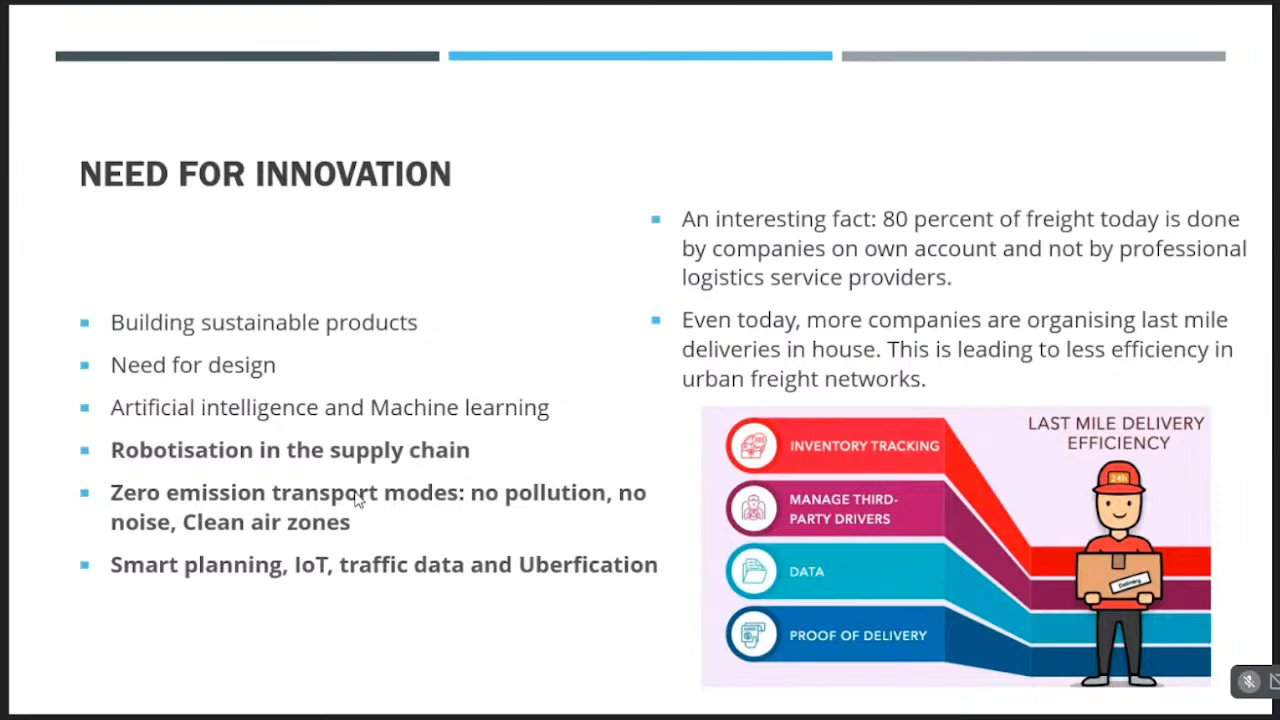 NEED FOR INNOVATION
Building sustainable products
Need for design
Artificial intelligence and Machine learning
Robotisation in the supply chain
Zero emission transport modes: no pollution, no
noise, Clean air zones
Smart planning, IoT, traffic data and Uberfication
An interesting fact: 80 percent of freight today is done
by companies on own account and not by professional
logistics service providers.
Even today, more companies are organising last mile
deliveries in house. This is leading to less efficiency in
urban freight networks.
LAST MILE DELIVERY
EFFICIENCY
INVENTORY TRACKING
MANAGE THIRD-
PARTY DRIVERS
DATA
PROOF OF DELIVERY
24h
Delivery